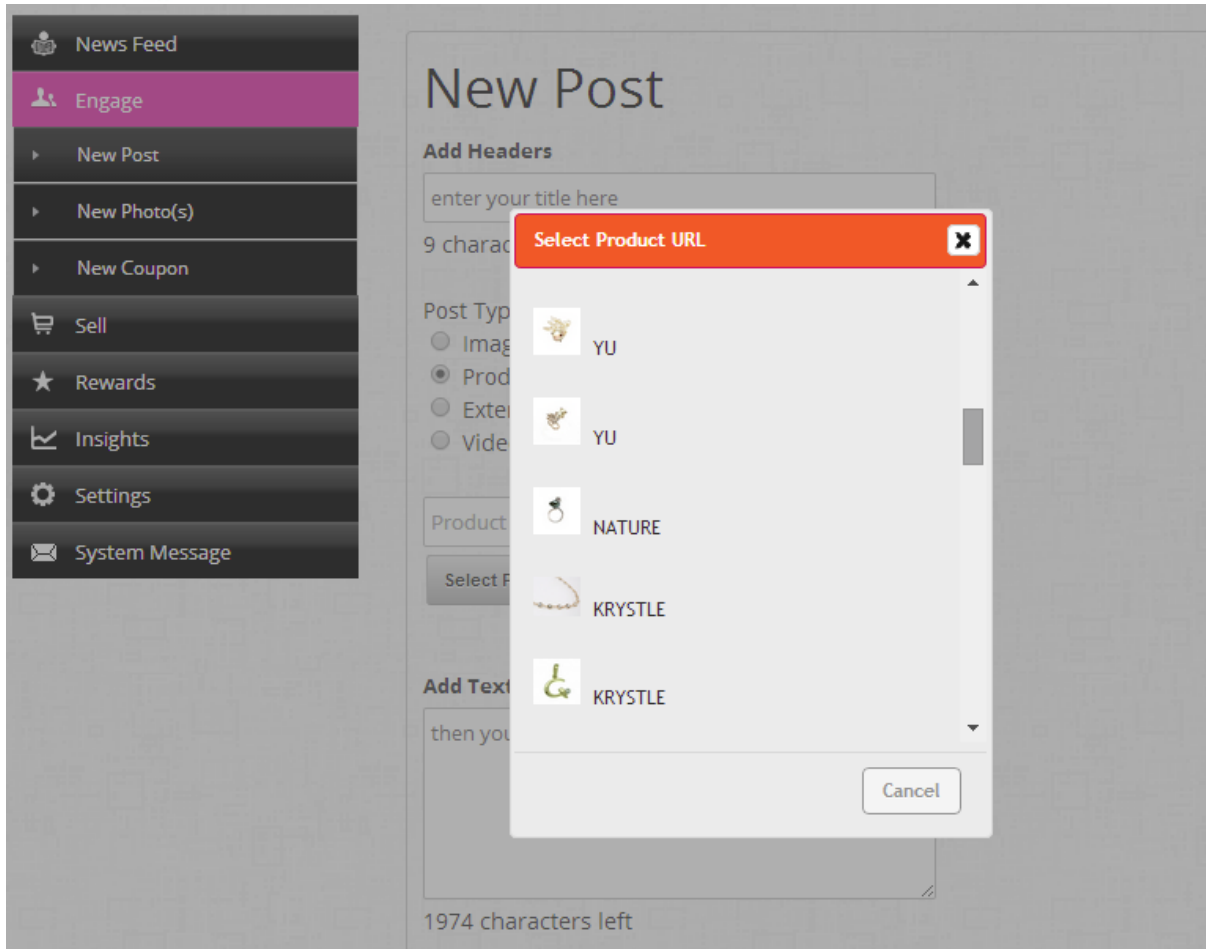 News Feed
Engage
New Post
New Photo(s)
New Coupon
Sell
Rewards
Insights
Settings
System Message
New Post
Add Headers
enter your title here
9 charac
Post Typ
Imag
Prod
Exter
Vide
Product
Select P
Add Text
then you
1974 characters left
Select Product URL
YU
YU
NATURE
KRYSTLE
KRYSTLE
Cancel